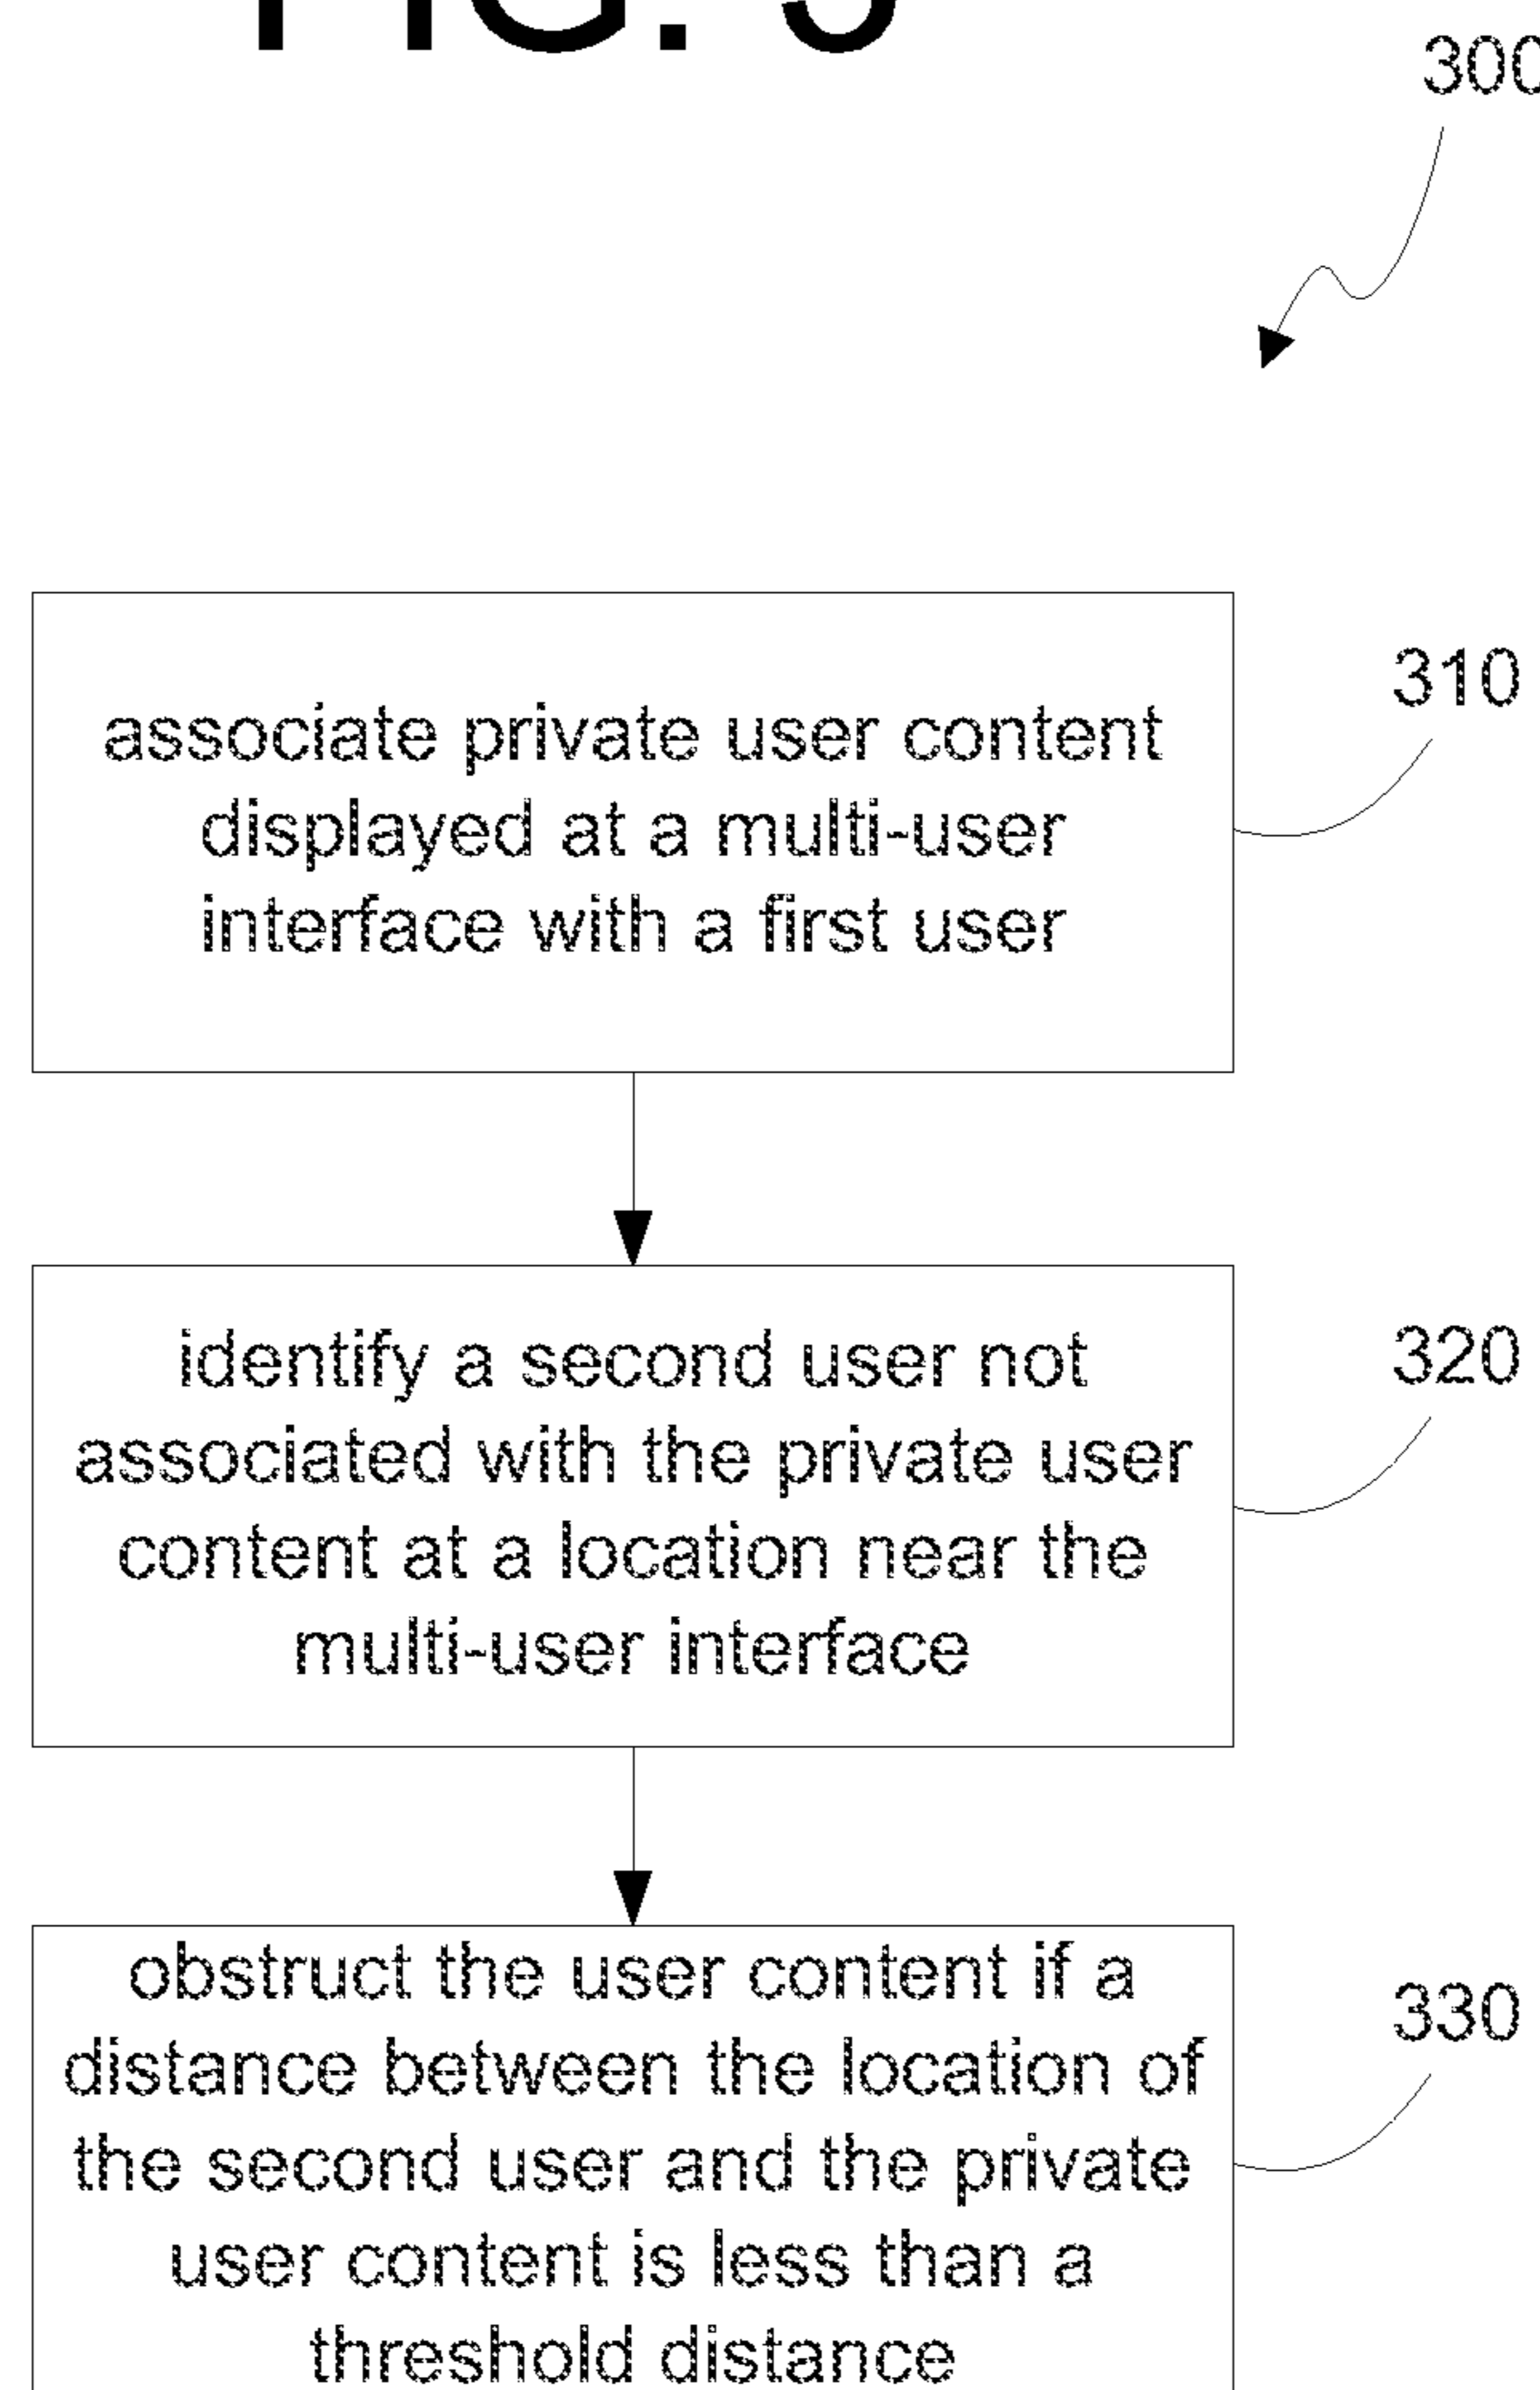 FIG. 3
300
310
associate private user content
displayed at a multi-user
interface with a first user
320
identify a second user not
associated with the private user
content at a location near the
multi-user interface
330
obstruct the user content if a
distance between the location of
the second user and the private
user content is less than a
threshold distance